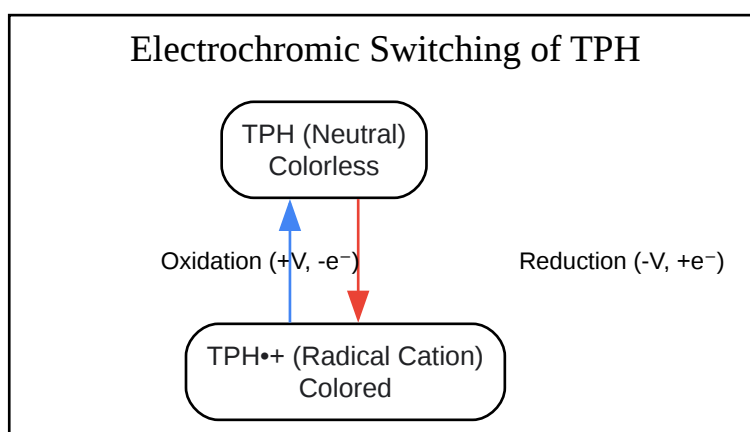 Electrochromic Switching of TPH
TPH (Neutral)
Colorless
Oxidation (+V, -e⁻)
Reduction (-V, +e⁻)
TPH•+ (Radical Cation)
Colored